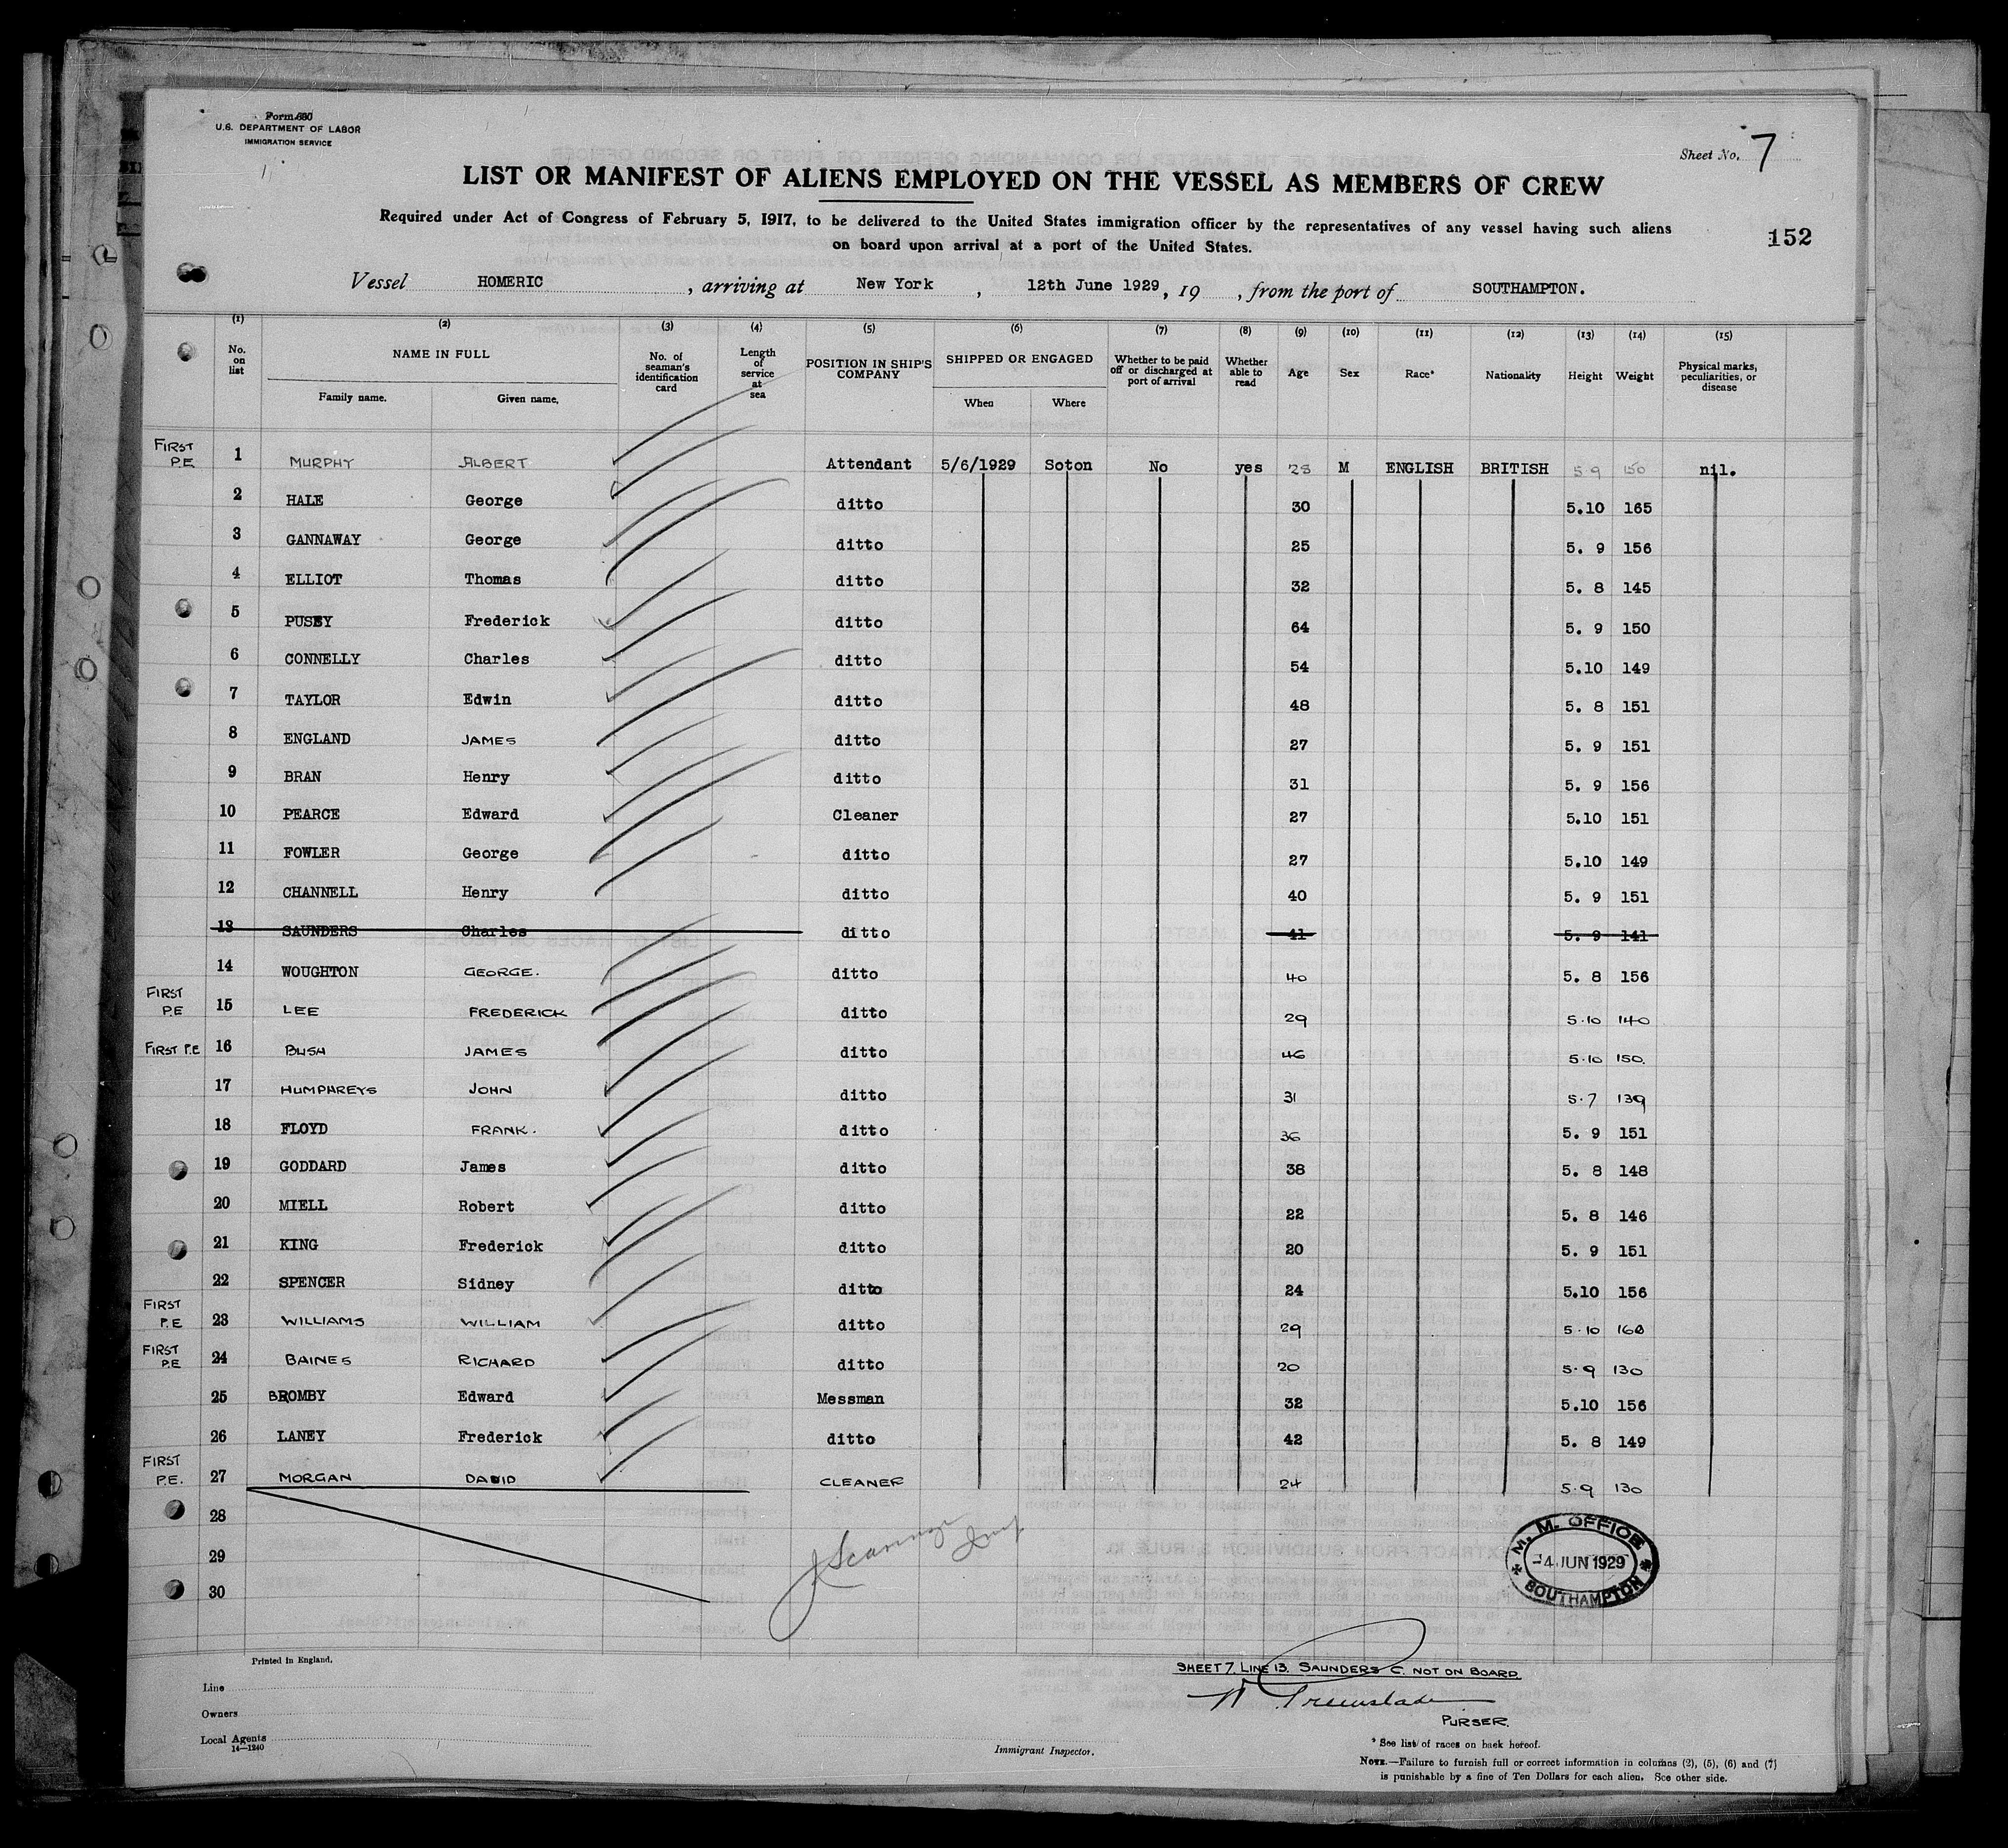 Form 680
U.S. DEPARTMENT OF LABOR
IMMIGRATION SERVICE
Sheet No. 7
LIST OR MANIFEST OF ALIENS EMPLOYED ON THE VESSEL AS MEMBERS OF CREW
Required under Act of Congress of February 5, 1917, to be delivered to the United States immigration officer by the representatives of any vessel having such aliens
on board upon arrival at a port of the United States.
152
Vessel HOMERIC, arriving at New York, 12th June 1929, 19 , from the port of SOUTHAMPTON.
(1) (2) (3) (4) (5) (6) (7) (8) (9) (10) (11) (12) (13) (14) (15)
No. on list NAME IN FULL Family name. Given name. No. of seaman's identification card Length of service at sea POSITION IN SHIP'S COMPANY SHIPPED OR ENGAGED When Where Whether to be paid off or discharged at port of arrival Whether able to read Age Sex Race* Nationality Height Weight Physical marks, peculiarities, or disease
FIRST P.E. 1 MURPHY ALBERT Attendant 5/6/1929 Soton No yes 28 M ENGLISH BRITISH 5 9 150 nil.
2 HALE George ditto 30 5.10 165
3 GANNAWAY George ditto 25 5. 9 156
4 ELLIOT Thomas ditto 32 5. 8 145
5 PUSEY Frederick ditto 64 5. 9 150
6 CONNELLY Charles ditto 54 5.10 149
7 TAYLOR Edwin ditto 48 5. 8 151
8 ENGLAND JAMES ditto 27 5. 9 151
9 BRAN Henry ditto 31 5. 9 156
10 PEARCE Edward Cleaner 27 5.10 151
11 FOWLER George ditto 27 5.10 149
12 CHANNELL Henry ditto 40 5. 9 151
13 SAUNDERS Charles ditto 41 5. 9 141
14 WOUGHTON GEORGE. ditto 40 5. 8 156
FIRST P.E 15 LEE FREDERICK ditto 29 5.10 140
FIRST P.E 16 BUSH JAMES ditto 46 5.10 150.
17 HUMPHREYS JOHN ditto 31 5.7 139
18 FLOYD FRANK. ditto 36 5. 9 151
19 GODDARD James ditto 38 5. 8 148
20 MIELL Robert ditto 22 5. 8 146
21 KING Frederick ditto 20 5. 9 151
22 SPENCER Sidney ditto 24 5.10 156
FIRST P.E 23 WILLIAMS WILLIAM ditto 29 5.10 168
FIRST P.E 24 BAINES RICHARD ditto 20 5.9 130
25 BROMBY Edward Messman 32 5.10 156
26 LANEY Frederick ditto 42 5. 8 149
FIRST P.E. 27 MORGAN DAVID CLEANER 24 5.9 130
28
29
30
M. M. OFFICE
-4 JUN 1929
SOUTHAMPTON
Printed in England.
SHEET 7. LINE 13. SAUNDERS C. NOT ON BOARD.
Line
Owners
PURSER.
Local Agents
14—1240
Immigrant Inspector.
* See list of races on back hereof.
NOTE.—Failure to furnish full or correct information in columns (2), (5), (6) and (7)
is punishable by a fine of Ten Dollars for each alien. See other side.